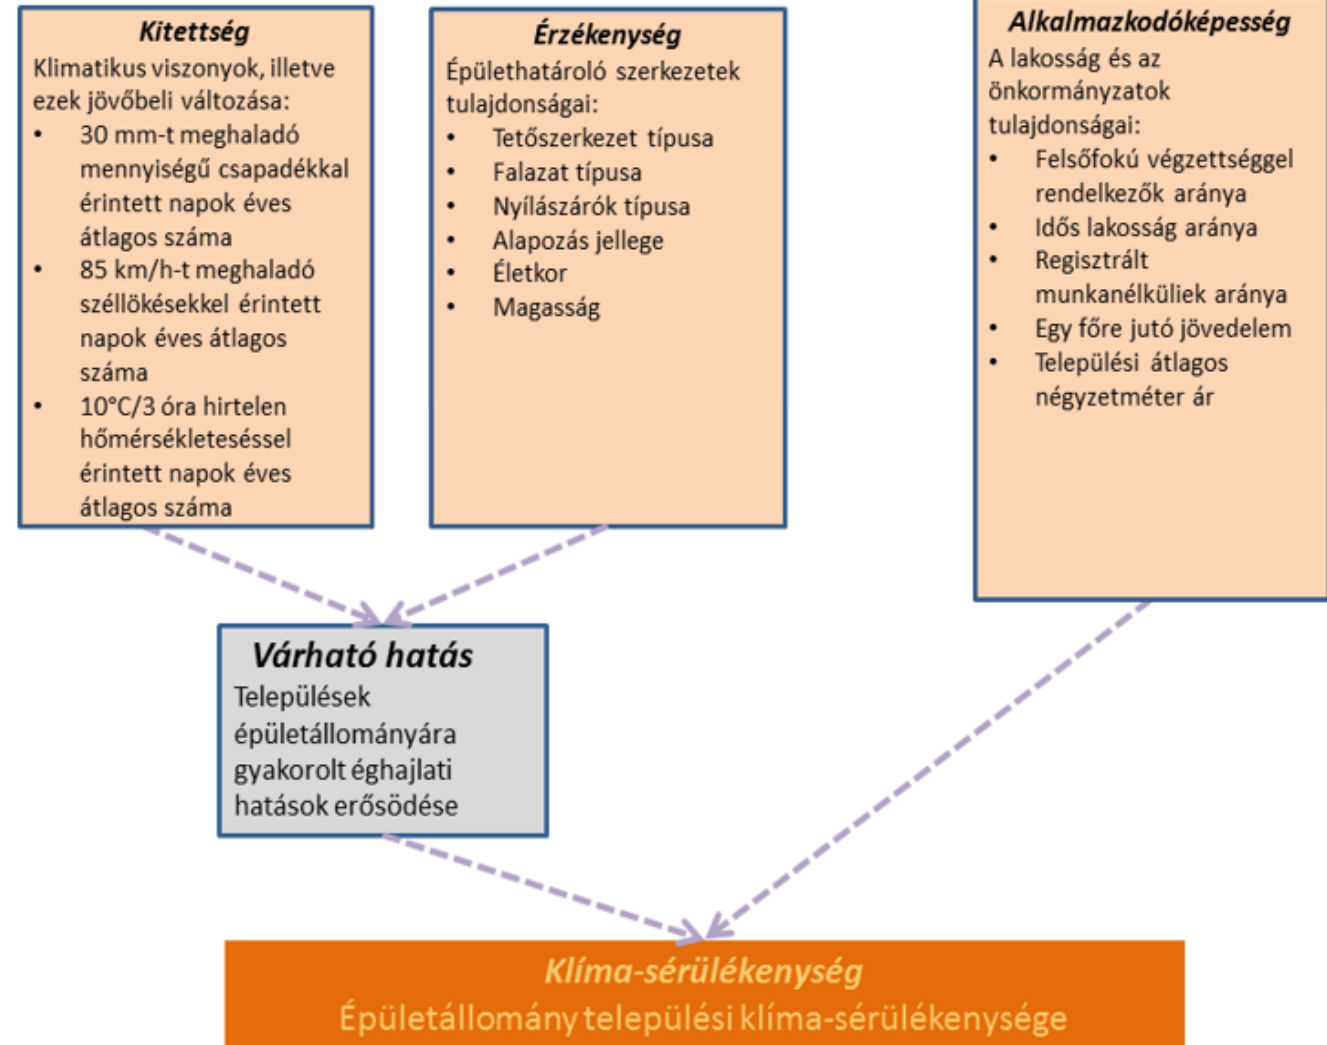 Kitettség
Klimatikus viszonyok, illetve
ezek jövőbeli változása:
• 30 mm-t meghaladó
mennyiségű csapadékkal
érintett napok éves
átlagos száma
• 85 km/h-t meghaladó
széllökésekkel érintett
napok éves átlagos
száma
• 10°C/3 óra hirtelen
hőmérsékleteséssel
érintett napok éves
átlagos száma
Érzékenység
Épülethatároló szerkezetek
tulajdonságai:
• Tetőszerkezet típusa
• Falazat típusa
• Nyílászárók típusa
• Alapozás jellege
• Életkor
• Magasság
Alkalmazkodóképesség
A lakosság és az
önkormányzatok
tulajdonságai:
• Felsőfokú végzettséggel
rendelkezők aránya
• Idős lakosság aránya
• Regisztrált
munkanélküliek aránya
• Egy főre jutó jövedelem
• Települési átlagos
négyzetméter ár
Várható hatás
Települések
épületállományára
gyakorolt éghajlati
hatások erősödése
Klíma-sérülékenység
Épületállomány települési klíma-sérülékenysége